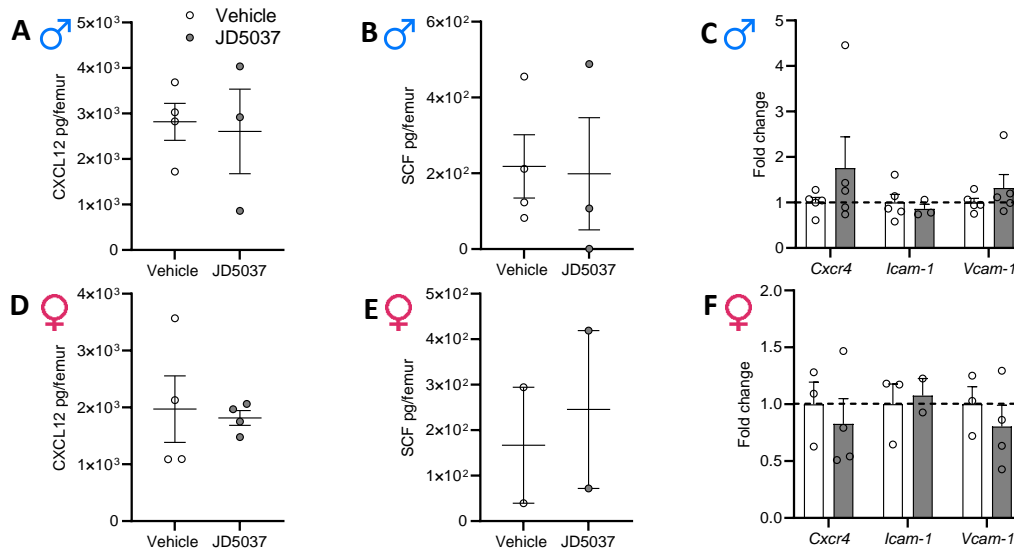 A
CXCL12 pg/femur
5×10³
4×10³
3×10³
2×10³
1×10³
0
Vehicle
JD5037
Vehicle JD5037
B
SCF pg/femur
6×10²
4×10²
2×10²
0
Vehicle JD5037
C
Fold change
5
4
3
2
1
0
Cxcr4 Icam-1 Vcam-1
D
CXCL12 pg/femur
4×10³
3×10³
2×10³
1×10³
0
Vehicle JD5037
E
SCF pg/femur
5×10²
4×10²
3×10²
2×10²
1×10²
0
Vehicle JD5037
F
Fold change
2.0
1.5
1.0
0.5
0.0
Cxcr4 Icam-1 Vcam-1